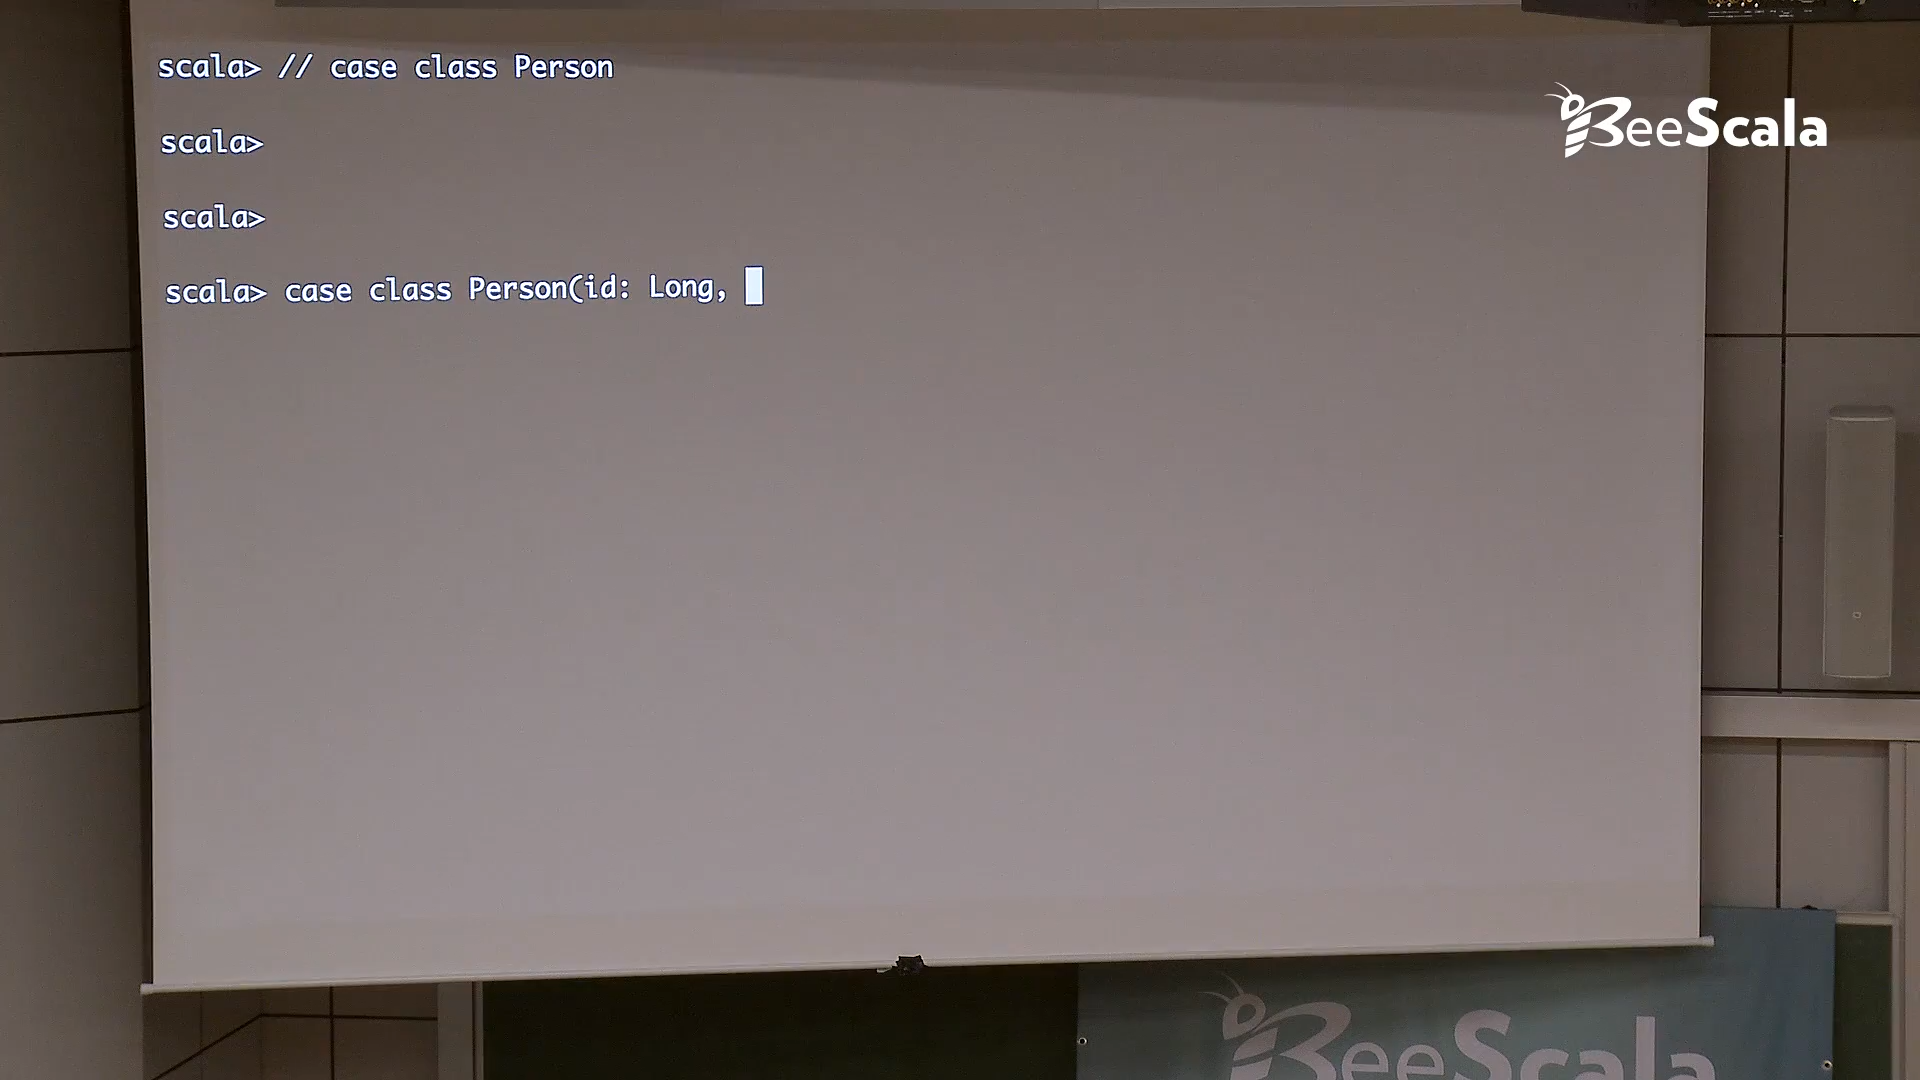 scala> // case class Person
BeeScala
scala>
scala>
scala> case class Person(id: Long,
BeeScala